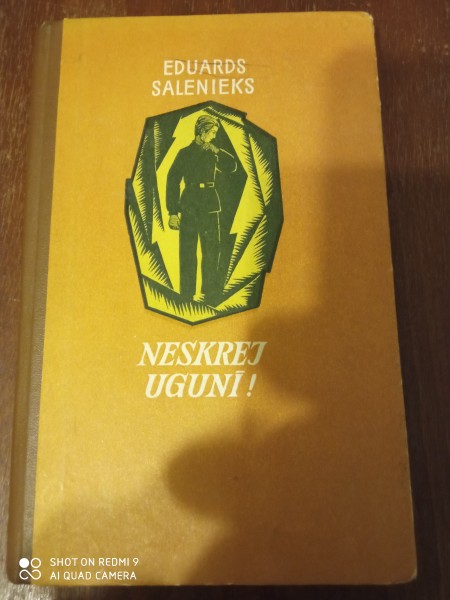 EDUARDS
SALENIEKS
NESKREJ
UGUNĪ!
SHOT ON REDMI 9
AI QUAD CAMERA